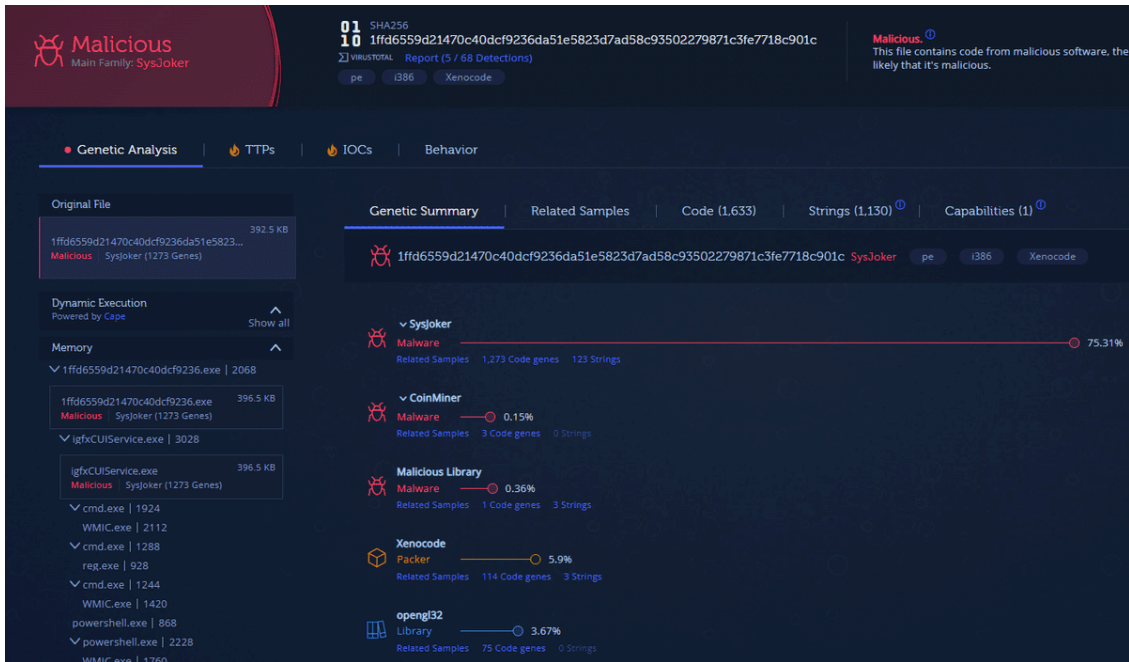 Malicious
Main Family: SysJoker
01
10
SHA256
1ffd6559d21470c40dcf9236da51e5823d7ad58c93502279871c3fe7718c901c
VIRUSTOTAL Report (5 / 68 Detections)
pe i386 Xenocode
Malicious.
This file contains code from malicious software, the
likely that it's malicious.
Genetic Analysis | TTPs | IOCs | Behavior
Original File
392.5 KB
1ffd6559d21470c40dcf9236da51e5823...
Malicious | SysJoker (1273 Genes)
Dynamic Execution
Powered by Cape
Show all
Memory
1ffd6559d21470c40dcf9236.exe | 2068
1ffd6559d21470c40dcf9236.exe 396.5 KB
Malicious | SysJoker (1273 Genes)
igfxCUIService.exe | 3028
igfxCUIService.exe 396.5 KB
Malicious | SysJoker (1273 Genes)
cmd.exe | 1924
WMIC.exe | 2112
cmd.exe | 1288
reg.exe | 928
cmd.exe | 1244
WMIC.exe | 1420
powershell.exe | 868
powershell.exe | 2228
WMIC.exe | 1760
Genetic Summary | Related Samples | Code (1,633) | Strings (1,130) | Capabilities (1)
1ffd6559d21470c40dcf9236da51e5823d7ad58c93502279871c3fe7718c901c SysJoker pe i386 Xenocode
SysJoker
Malware 75.31%
Related Samples 1,273 Code genes 123 Strings
CoinMiner
Malware 0.15%
Related Samples 3 Code genes 0 Strings
Malicious Library
Malware 0.36%
Related Samples 1 Code genes 3 Strings
Xenocode
Packer 5.9%
Related Samples 114 Code genes 3 Strings
opengl32
Library 3.67%
Related Samples 75 Code genes 0 Strings